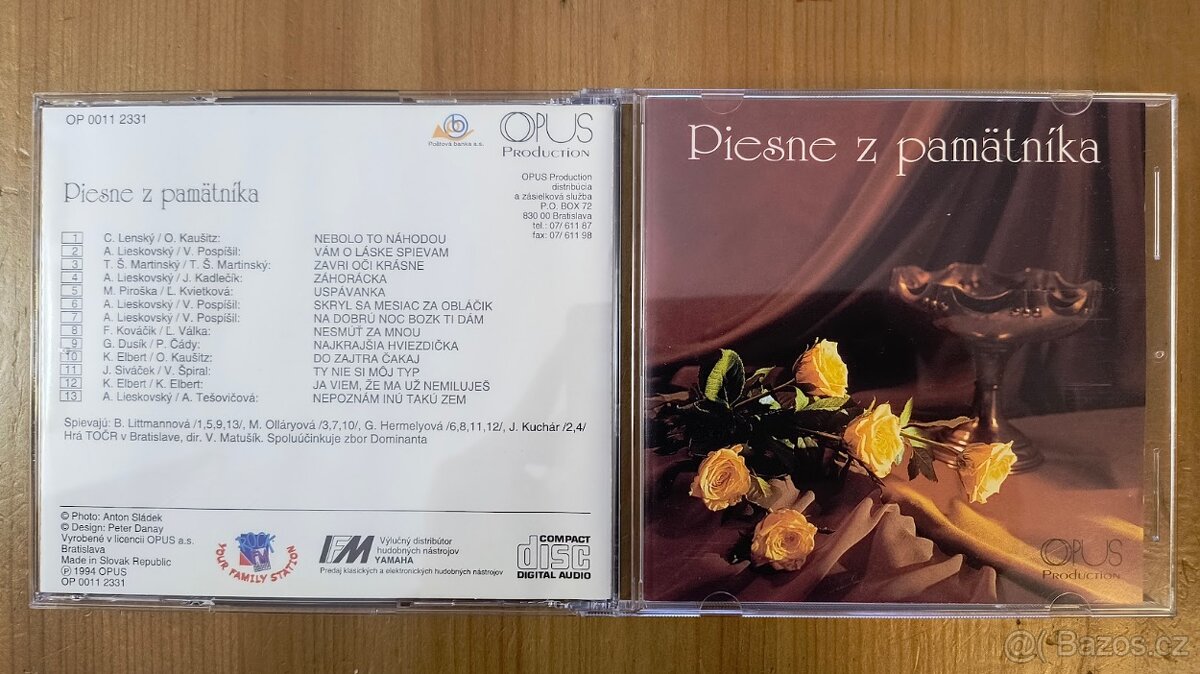 OP 0011 2331
Poštová banka a.s.
OPUS
PRODUCTION
OPUS Production
distribúcia
a zásielková služba
P.O. BOX 72
830 00 Bratislava
tel.: 07/ 611 87
fax: 07/ 611 98
Piesne z pamätníka
1 C. Lenský / O. Kaušitz: NEBOLO TO NÁHODOU
2 A. Lieskovský / V. Pospíšil: VÁM O LÁSKE SPIEVAM
3 T. Š. Martinský / T. Š. Martinský: ZAVRI OČI KRÁSNE
4 A. Lieskovský / J. Kadlečík: ZÁHORÁCKA
5 M. Piroška / Ľ. Kvietková: USPÁVANKA
6 A. Lieskovský / V. Pospíšil: SKRYL SA MESIAC ZA OBLÁČIK
7 A. Lieskovský / V. Pospíšil: NA DOBRÚ NOC BOZK TI DÁM
8 F. Kováčik / Ľ. Válka: NESMÚŤ ZA MNOU
9 G. Dusík / P. Čády: NAJKRAJŠIA HVIEZDIČKA
10 K. Elbert / O. Kaušitz: DO ZAJTRA ČAKAJ
11 J. Siváček / V. Špiral: TY NIE SI MÔJ TYP
12 K. Elbert / K. Elbert: JA VIEM, ŽE MA UŽ NEMILUJEŠ
13 A. Lieskovský / A. Tešovičová: NEPOZNÁM INÚ TAKÚ ZEM
Spievajú: B. Littmannová /1,5,9,13/, M. Olláryová /3,7,10/, G. Hermelyová /6,8,11,12/, J. Kuchár /2,4/
Hrá TOČR v Bratislave, dir. V. Matušík. Spoluúčinkuje zbor Dominanta
© Photo: Anton Sládek
© Design: Peter Danay
Vyrobené v licencii OPUS a.s.
Bratislava
Made in Slovak Republic
℗ 1994 OPUS
OP 0011 2331
ROCK
YOUR FAMILY STATION
Výlučný distribútor
hudobných nástrojov
YAMAHA
Predaj klasických a elektronických hudobných nástrojov
COMPACT
disc
DIGITAL AUDIO
Piesne z pamätníka
OPUS
PRODUCTION
@( Bazos.cz